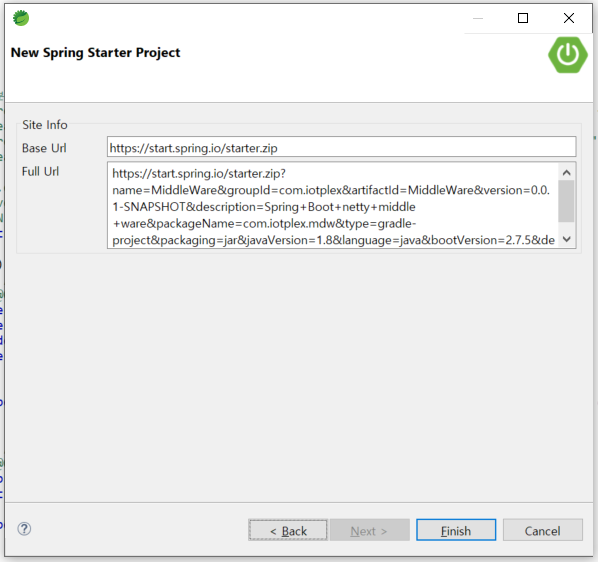 New Spring Starter Project
Site Info
Base Url
https://start.spring.io/starter.zip
Full Url
https://start.spring.io/starter.zip?
name=MiddleWare&groupId=com.iotplex&artifactId=MiddleWare&version=0.0.
1-SNAPSHOT&description=Spring+Boot+netty+middle
+ware&packageName=com.iotplex.mdw&type=gradle-
project&packaging=jar&javaVersion=1.8&language=java&bootVersion=2.7.5&de
?
< Back
Next >
Finish
Cancel